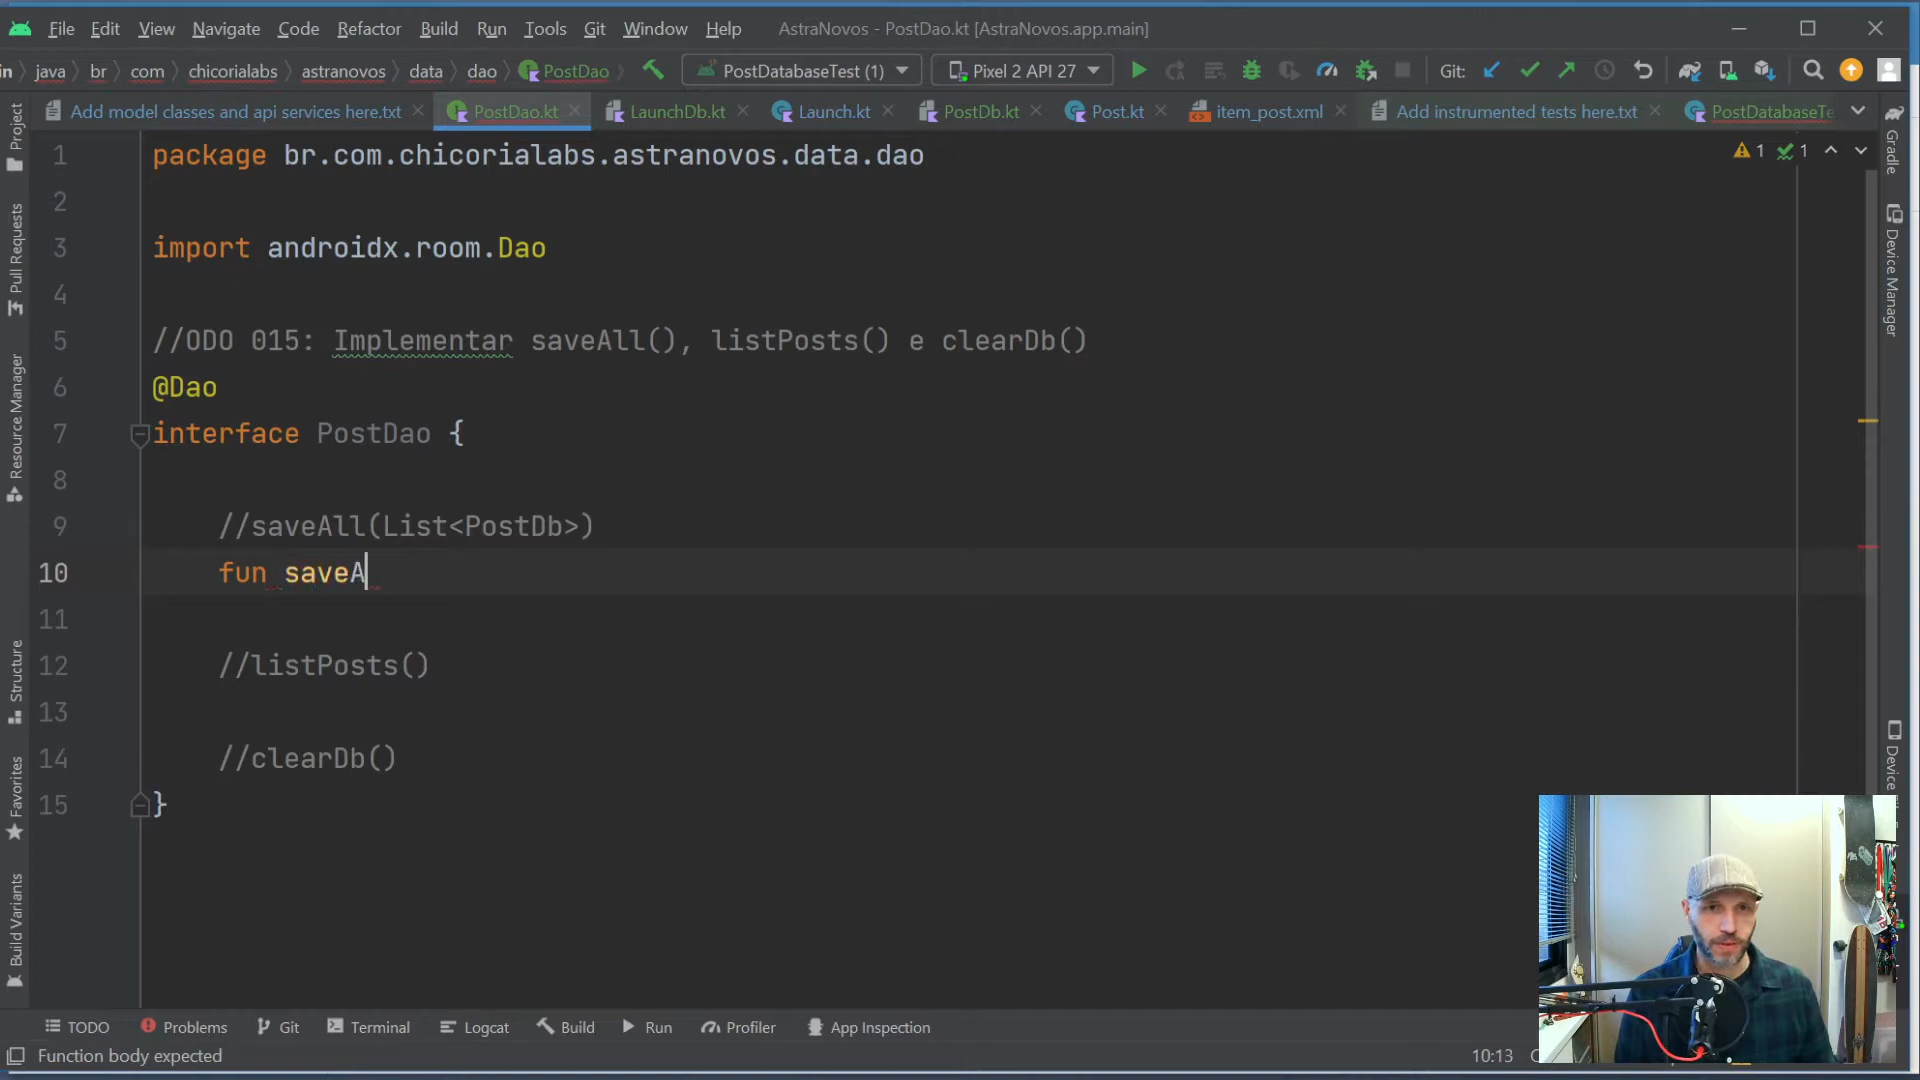 File Edit View Navigate Code Refactor Build Run Tools Git Window Help AstraNovos - PostDao.kt [AstraNovos.app.main]
in java br com chicorialabs astranovos data dao PostDao PostDatabaseTest (1) Pixel 2 API 27 Git:
Add model classes and api services here.txt PostDao.kt LaunchDb.kt Launch.kt PostDb.kt Post.kt item_post.xml Add instrumented tests here.txt PostDatabaseTe
1 package br.com.chicorialabs.astranovos.data.dao
1 1
2
3 import androidx.room.Dao
4
5 //ODO 015: Implementar saveAll(), listPosts() e clearDb()
6 @Dao
7 interface PostDao {
8
9 //saveAll(List<PostDb>)
10 fun saveA
11
12 //listPosts()
13
14 //clearDb()
15 }
Project
Pull Requests
Resource Manager
Structure
Favorites
Build Variants
Gradle
Device Manager
Device
TODO Problems Git Terminal Logcat Build Run Profiler App Inspection
Function body expected 10:13